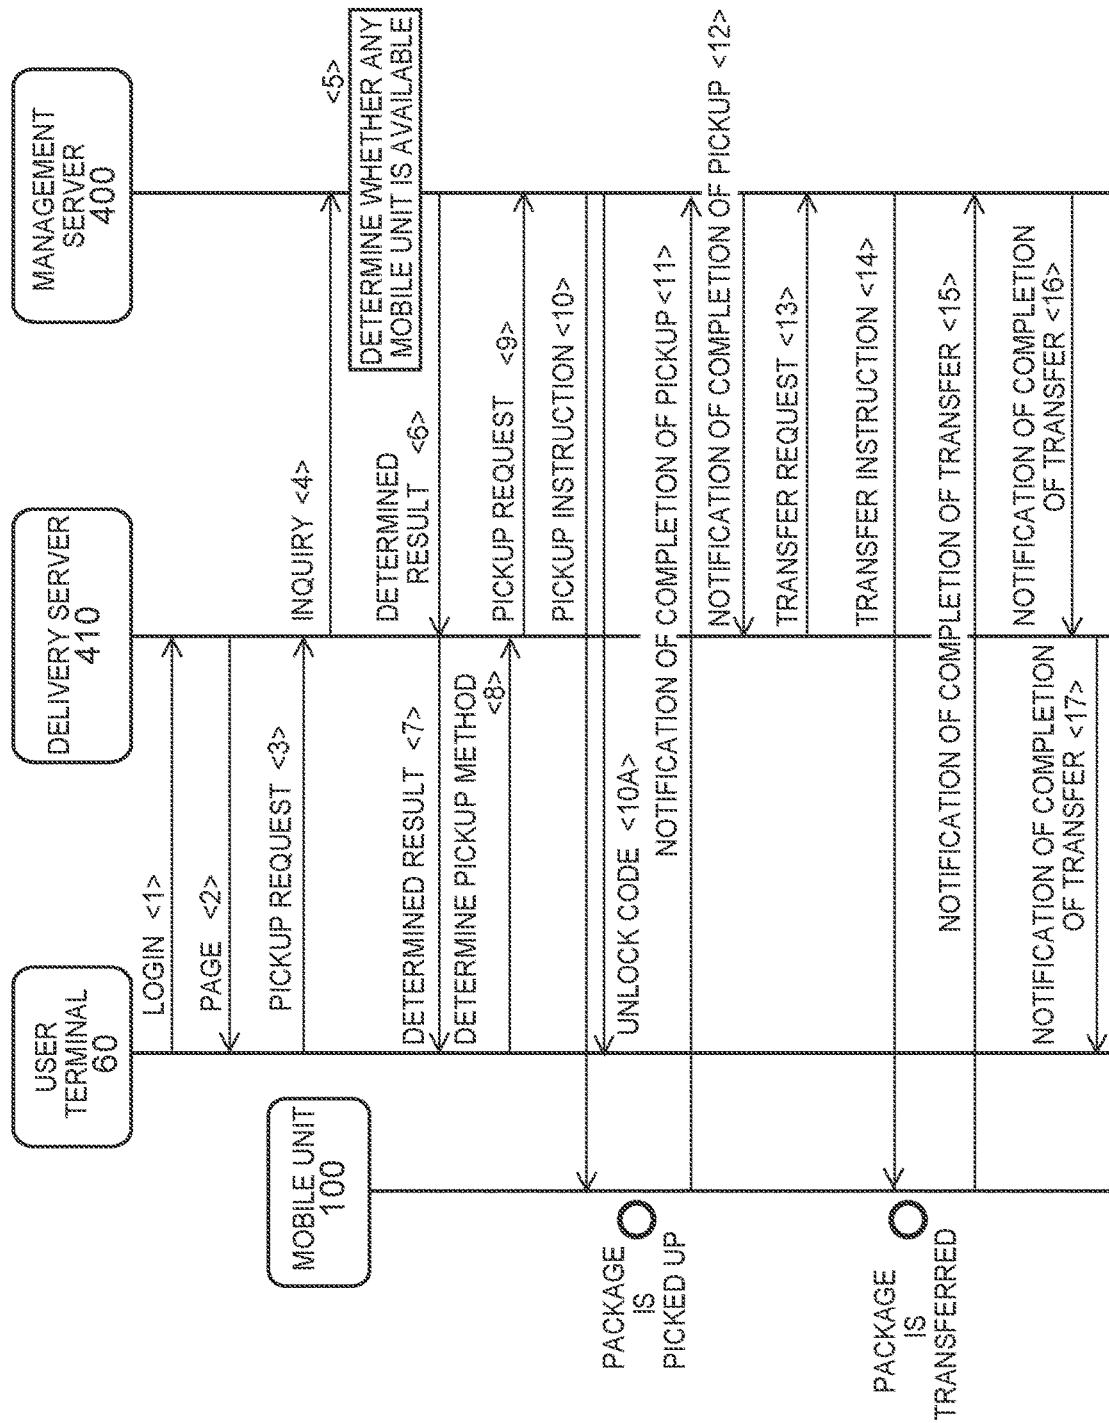 MOBILE UNIT
100
USER
TERMINAL
60
DELIVERY SERVER
410
MANAGEMENT
SERVER
400
LOGIN <1>
PAGE <2>
PICKUP REQUEST <3>
INQUIRY <4>
<5>
DETERMINE WHETHER ANY
MOBILE UNIT IS AVAILABLE
DETERMINED
RESULT <6>
DETERMINED RESULT <7>
DETERMINE PICKUP METHOD
<8>
PICKUP REQUEST <9>
PICKUP INSTRUCTION <10>
UNLOCK CODE <10A>
PACKAGE
IS
PICKED UP
NOTIFICATION OF COMPLETION OF PICKUP <11>
NOTIFICATION OF COMPLETION OF PICKUP <12>
TRANSFER REQUEST <13>
TRANSFER INSTRUCTION <14>
PACKAGE
IS
TRANSFERRED
NOTIFICATION OF COMPLETION OF TRANSFER <15>
NOTIFICATION OF COMPLETION
OF TRANSFER <16>
NOTIFICATION OF COMPLETION
OF TRANSFER <17>